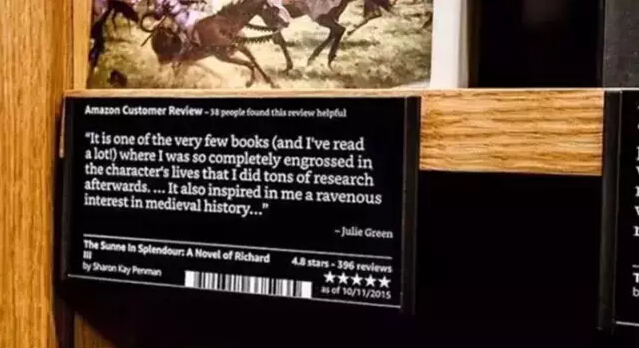 Amazon Customer Review – 38 people found this review helpful
“It is one of the very few books (and I've read
a lot!) where I was so completely engrossed in
the character's lives that I did tons of research
afterwards. ... It also inspired in me a ravenous
interest in medieval history...”
– Julie Green
The Sunne In Splendour: A Novel of Richard
III
by Sharon Kay Penman
4.8 stars – 396 reviews
★★★★★
as of 10/11/2015